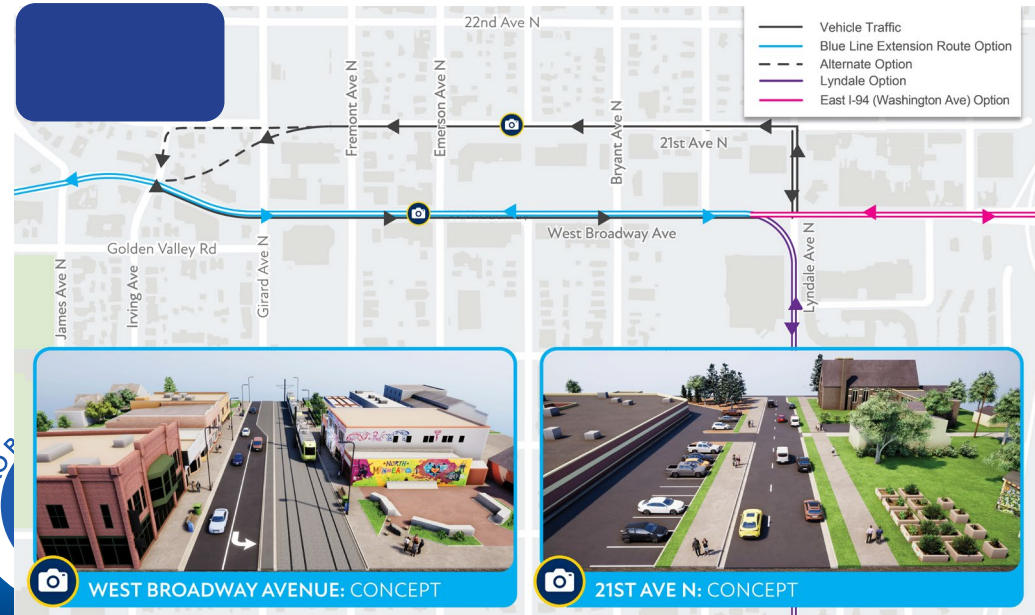 22nd Ave N
Vehicle Traffic
Blue Line Extension Route Option
Alternate Option
Lyndale Option
East I-94 (Washington Ave) Option
Fremont Ave N
Emerson Ave N
Bryant Ave N
21st Ave N
West Broadway Ave
Golden Valley Rd
James Ave N
Irving Ave
Girard Ave N
Lyndale Ave N
NORTH
MINNEAPO
WEST BROADWAY AVENUE: CONCEPT
21ST AVE N: CONCEPT